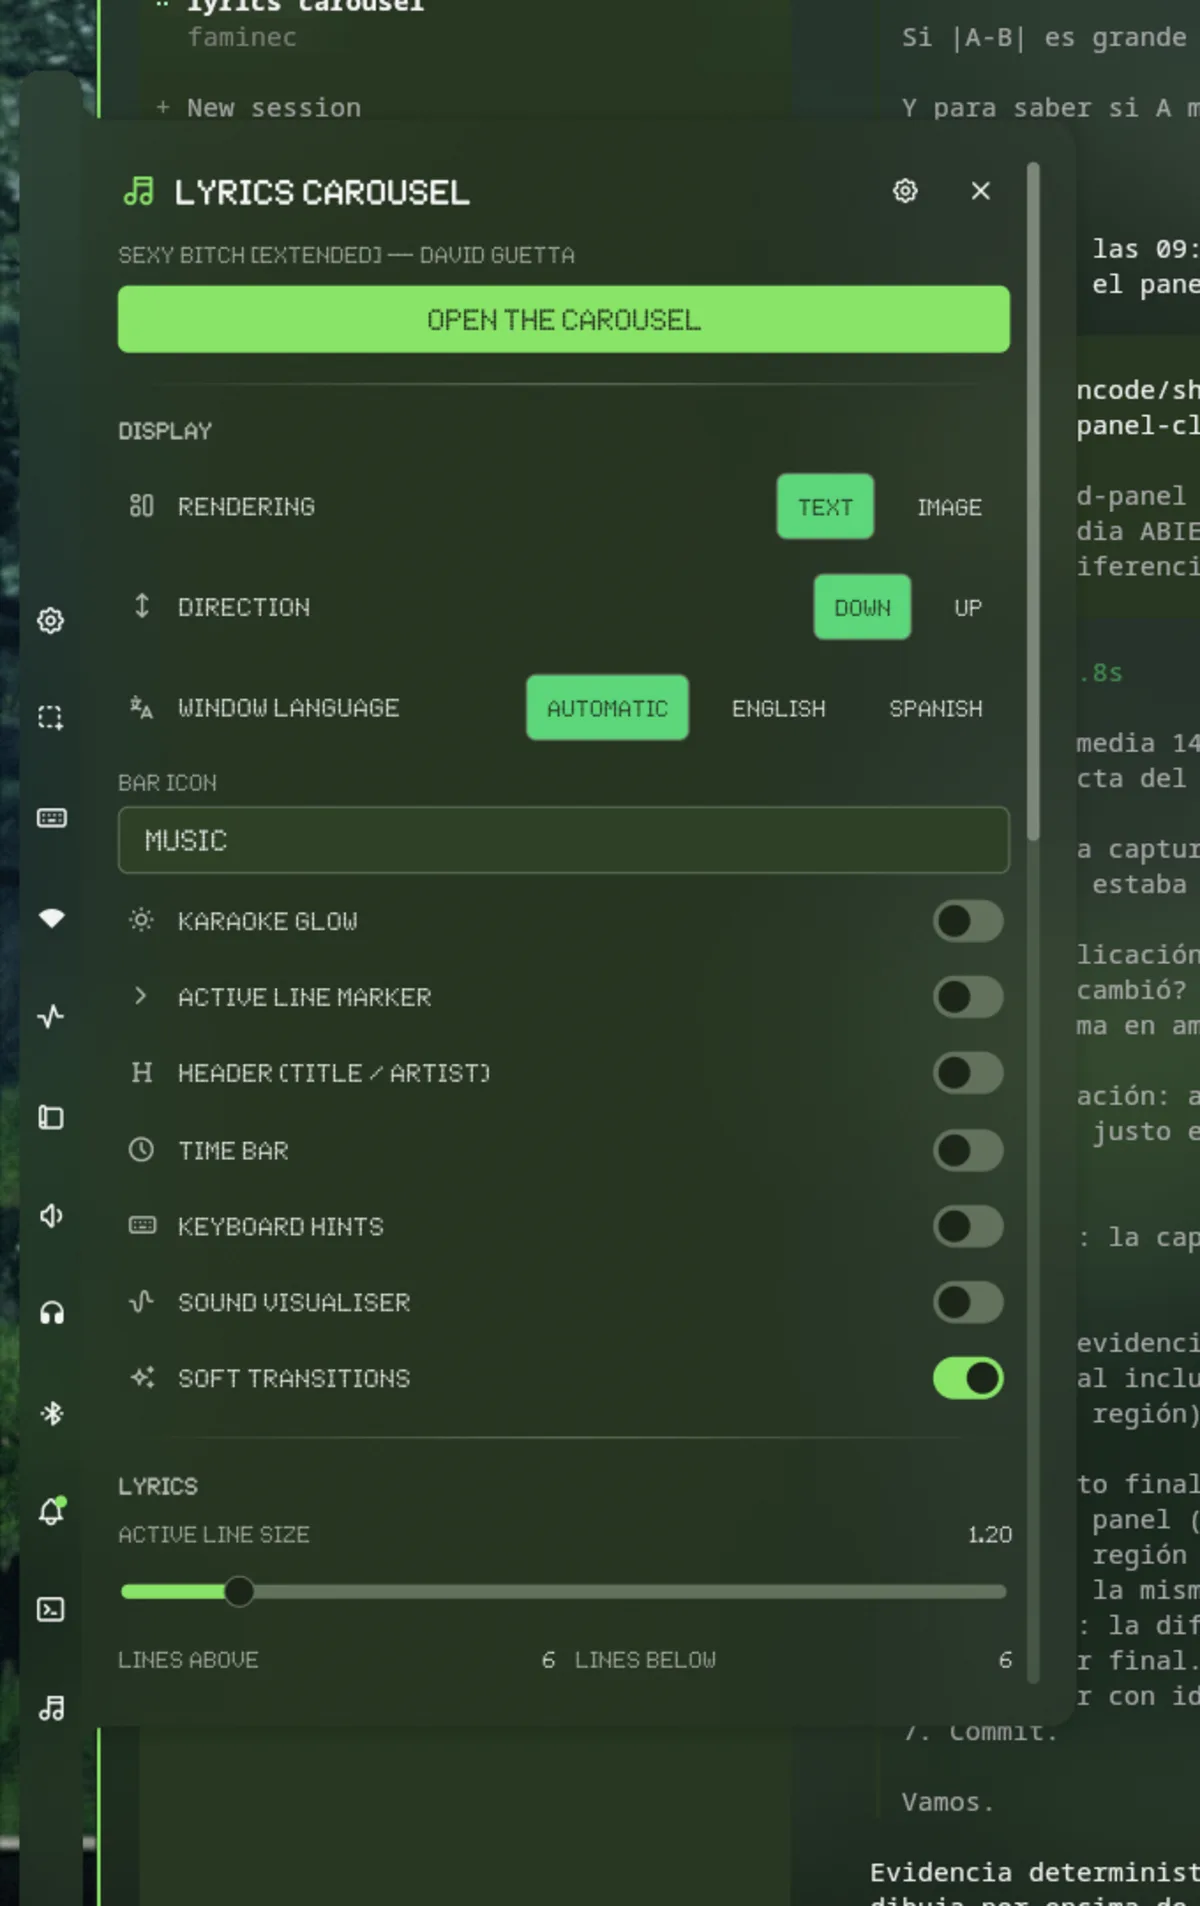 lyrics carousel
faminec
+ New session
Si |A-B| es grande
Y para saber si A m
LYRICS CAROUSEL
SEXY BITCH [EXTENDED] — DAVID GUETTA
OPEN THE CAROUSEL
DISPLAY
RENDERING TEXT IMAGE
DIRECTION DOWN UP
WINDOW LANGUAGE AUTOMATIC ENGLISH SPANISH
BAR ICON
MUSIC
KARAOKE GLOW
ACTIVE LINE MARKER
HEADER (TITLE / ARTIST)
TIME BAR
KEYBOARD HINTS
SOUND VISUALISER
SOFT TRANSITIONS
LYRICS
ACTIVE LINE SIZE 1.20
LINES ABOVE 6 LINES BELOW 6
las 09:
el pane
ncode/sh
panel-cl
d-panel
dia ABIE
iferenci
.8s
media 14
cta del
a captur
estaba
licación
cambió?
ma en am
ación: a
justo e
: la cap
evidenci
al inclu
región)
to final
panel (
región
la mism
: la dif
r final.
r con id
7. Commit.
Vamos.
Evidencia determinist
dibuja por encima de